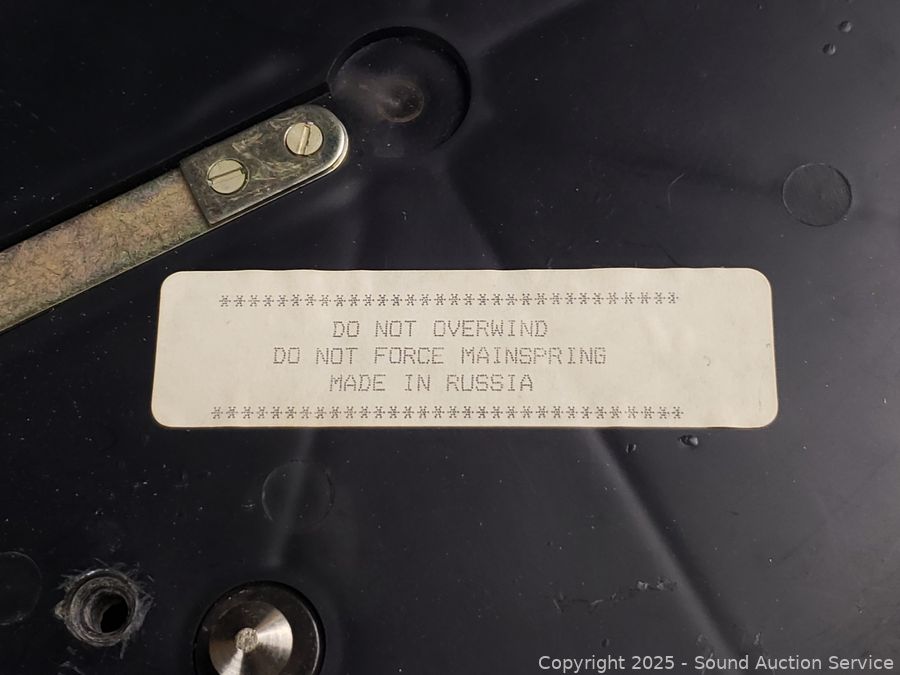 ********************************
DO NOT OVERWIND
DO NOT FORCE MAINSPRING
MADE IN RUSSIA
********************************
Copyright 2025 - Sound Auction Service